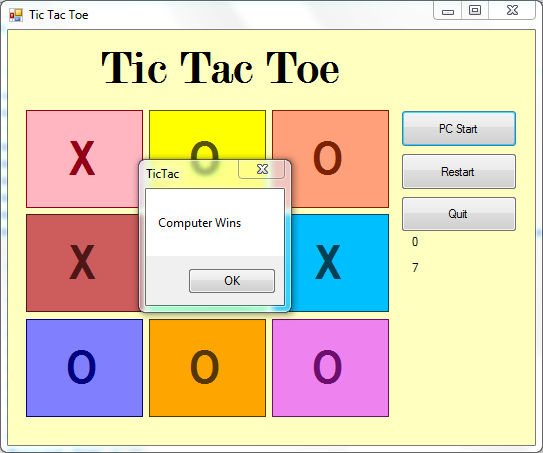 Tic Tac Toe
Tic Tac Toe
X O O
PC Start
TicTac
Restart
Computer Wins
Quit
X X
0
OK
7
O O O